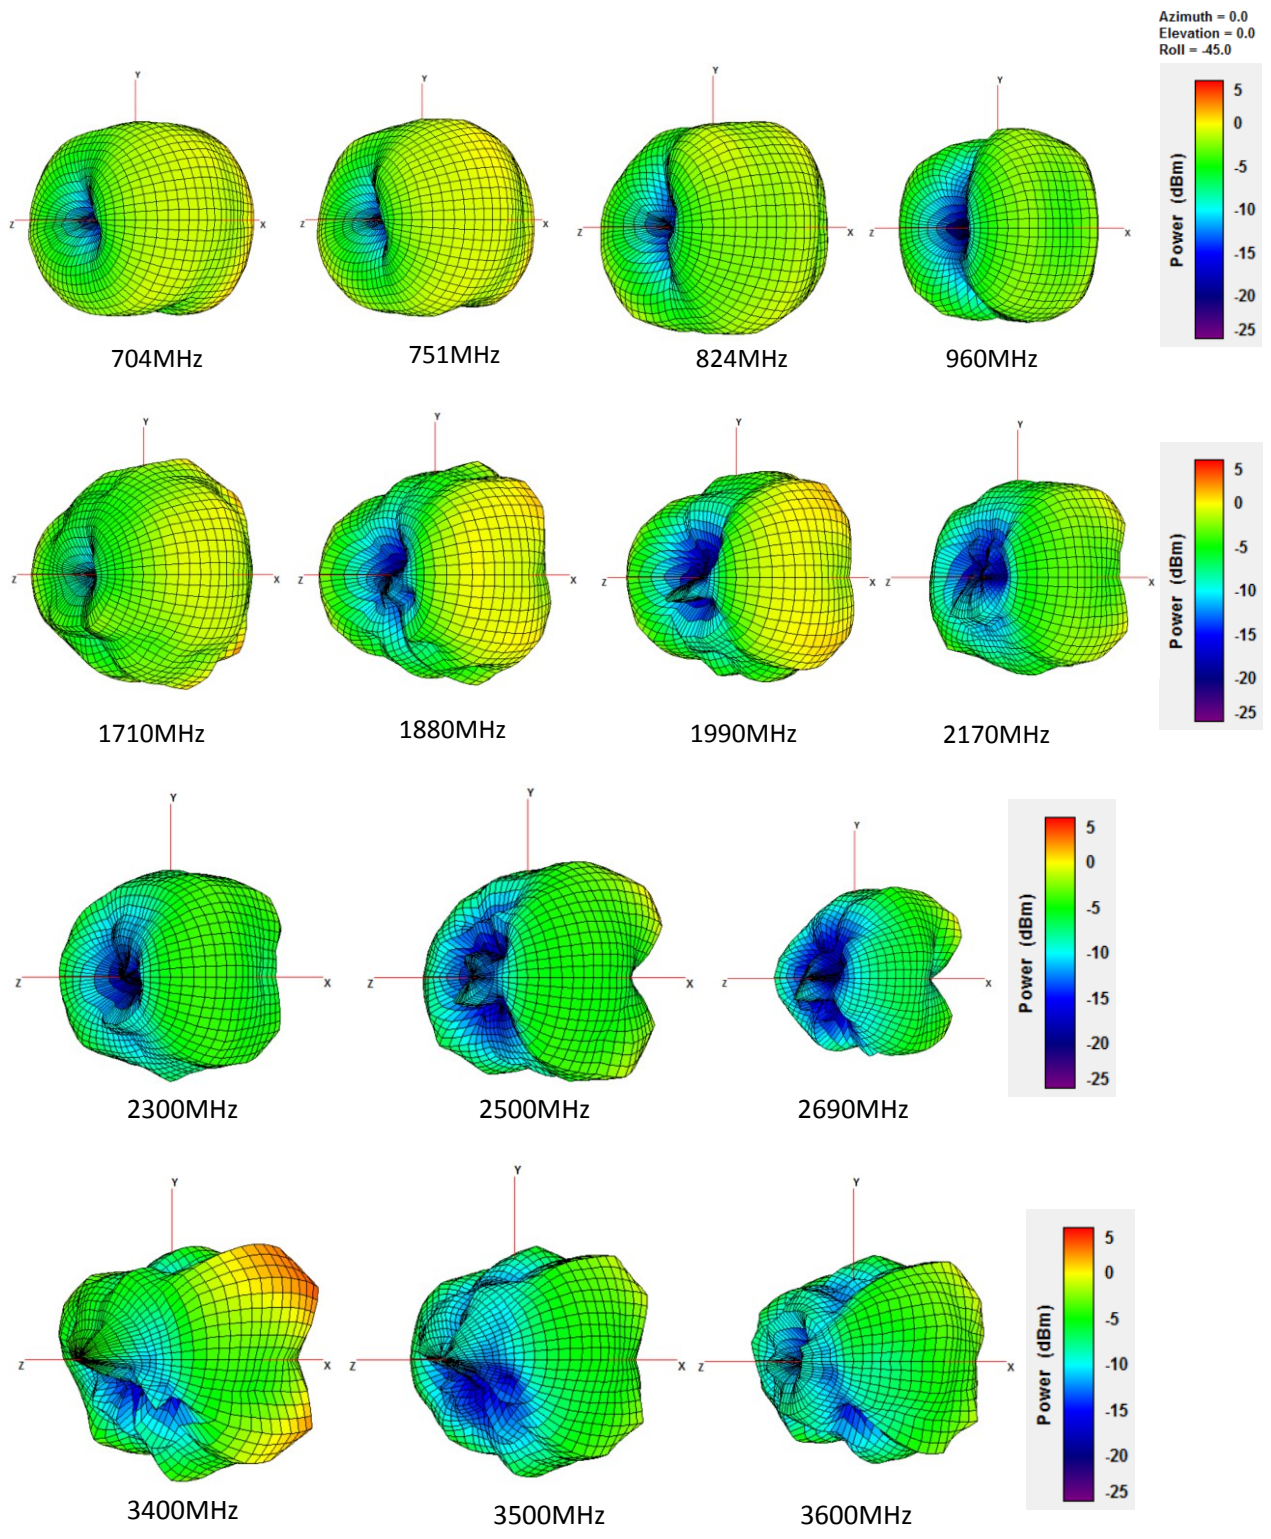 Azimuth = 0.0
Elevation = 0.0
Roll = -45.0
Y
Z
X
Y
Z
X
Y
Z
X
Y
Z
X
Power (dBm)
5
0
-5
-10
-15
-20
-25
704MHz
751MHz
824MHz
960MHz
Y
Z
X
Y
Z
X
Y
Z
X
Y
Z
X
Power (dBm)
5
0
-5
-10
-15
-20
-25
1710MHz
1880MHz
1990MHz
2170MHz
Y
Z
X
Y
Z
X
Y
Z
X
Power (dBm)
5
0
-5
-10
-15
-20
-25
2300MHz
2500MHz
2690MHz
Y
Z
X
Y
Z
X
Y
Z
X
Power (dBm)
5
0
-5
-10
-15
-20
-25
3400MHz
3500MHz
3600MHz